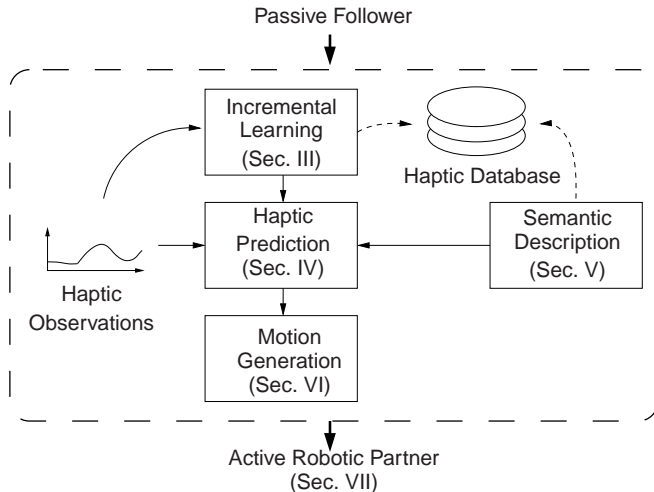 Passive Follower
Incremental
Learning
(Sec. III)
Haptic Database
Haptic
Prediction
(Sec. IV)
Semantic
Description
(Sec. V)
Haptic
Observations
Motion
Generation
(Sec. VI)
Active Robotic Partner
(Sec. VII)